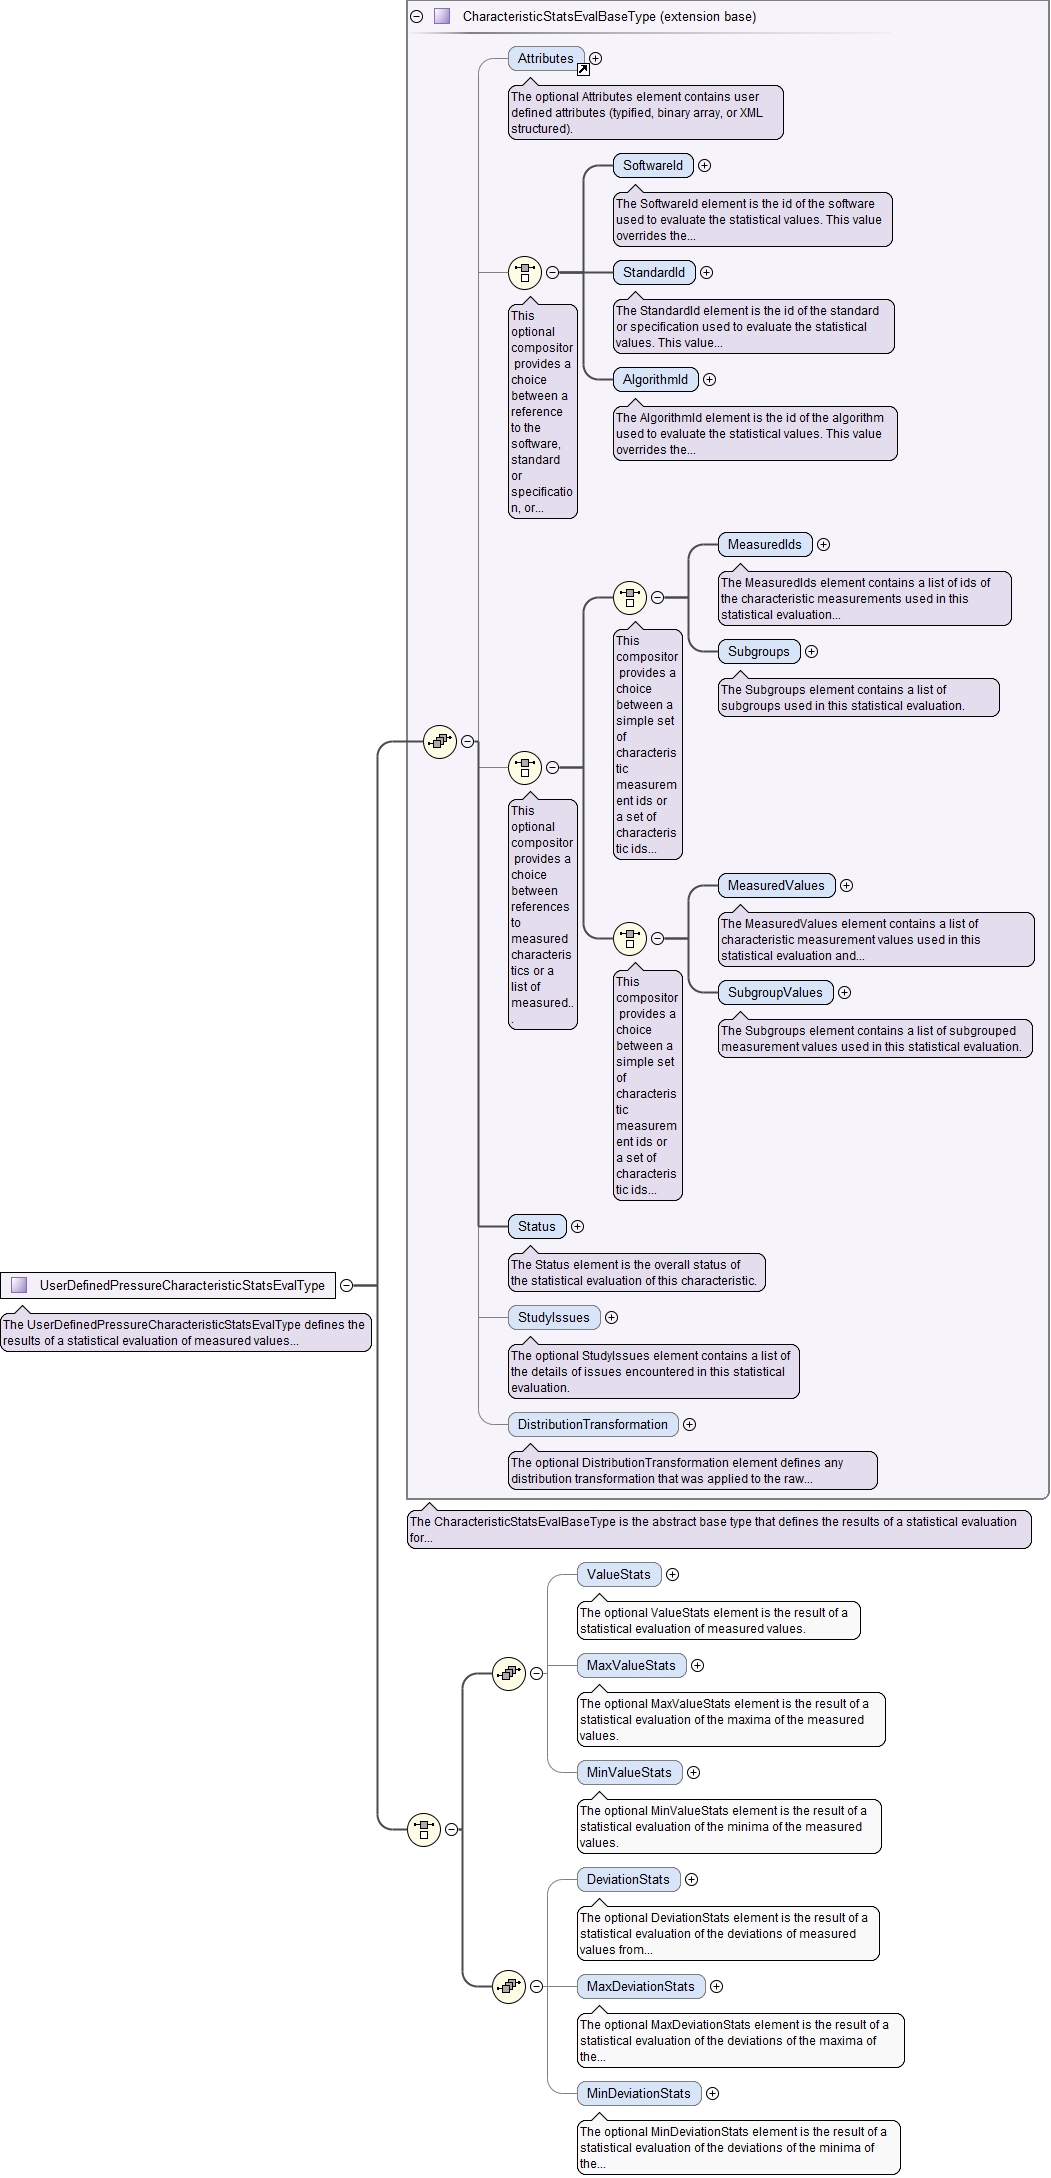 CharacteristicStatsEvalBaseType (extension base)
Attributes
The optional Attributes element contains user
defined attributes (typified, binary array, or XML
structured).
SoftwareId
The SoftwareId element is the id of the software
used to evaluate the statistical values. This value
overrides the...
StandardId
The StandardId element is the id of the standard
or specification used to evaluate the statistical
values. This value...
AlgorithmId
The AlgorithmId element is the id of the algorithm
used to evaluate the statistical values. This value
overrides the...
This
optional
compositor
provides a
choice
between a
reference
to the
software,
standard
or
specificatio
n, or...
MeasuredIds
The MeasuredIds element contains a list of ids of
the characteristic measurements used in this
statistical evaluation...
Subgroups
The Subgroups element contains a list of
subgroups used in this statistical evaluation.
This
compositor
provides a
choice
between a
simple set
of
characteris
tic
measurem
ent ids or
a set of
characteris
tic ids...
This
optional
compositor
provides a
choice
between
references
to
measured
characteris
tics or a
list of
measured..
.
MeasuredValues
The MeasuredValues element contains a list of
characteristic measurement values used in this
statistical evaluation and...
SubgroupValues
The Subgroups element contains a list of subgrouped
measurement values used in this statistical evaluation.
This
compositor
provides a
choice
between a
simple set
of
characteris
tic
measurem
ent ids or
a set of
characteris
tic ids...
Status
The Status element is the overall status of
the statistical evaluation of this characteristic.
UserDefinedPressureCharacteristicStatsEvalType
The UserDefinedPressureCharacteristicStatsEvalType defines the
results of a statistical evaluation of measured values...
StudyIssues
The optional StudyIssues element contains a list of
the details of issues encountered in this statistical
evaluation.
DistributionTransformation
The optional DistributionTransformation element defines any
distribution transformation that was applied to the raw...
The CharacteristicStatsEvalBaseType is the abstract base type that defines the results of a statistical evaluation
for...
ValueStats
The optional ValueStats element is the result of a
statistical evaluation of measured values.
MaxValueStats
The optional MaxValueStats element is the result of a
statistical evaluation of the maxima of the measured
values.
MinValueStats
The optional MinValueStats element is the result of a
statistical evaluation of the minima of the measured
values.
DeviationStats
The optional DeviationStats element is the result of a
statistical evaluation of the deviations of measured
values from...
MaxDeviationStats
The optional MaxDeviationStats element is the result of a
statistical evaluation of the deviations of the maxima of
the...
MinDeviationStats
The optional MinDeviationStats element is the result of a
statistical evaluation of the deviations of the minima of
the...